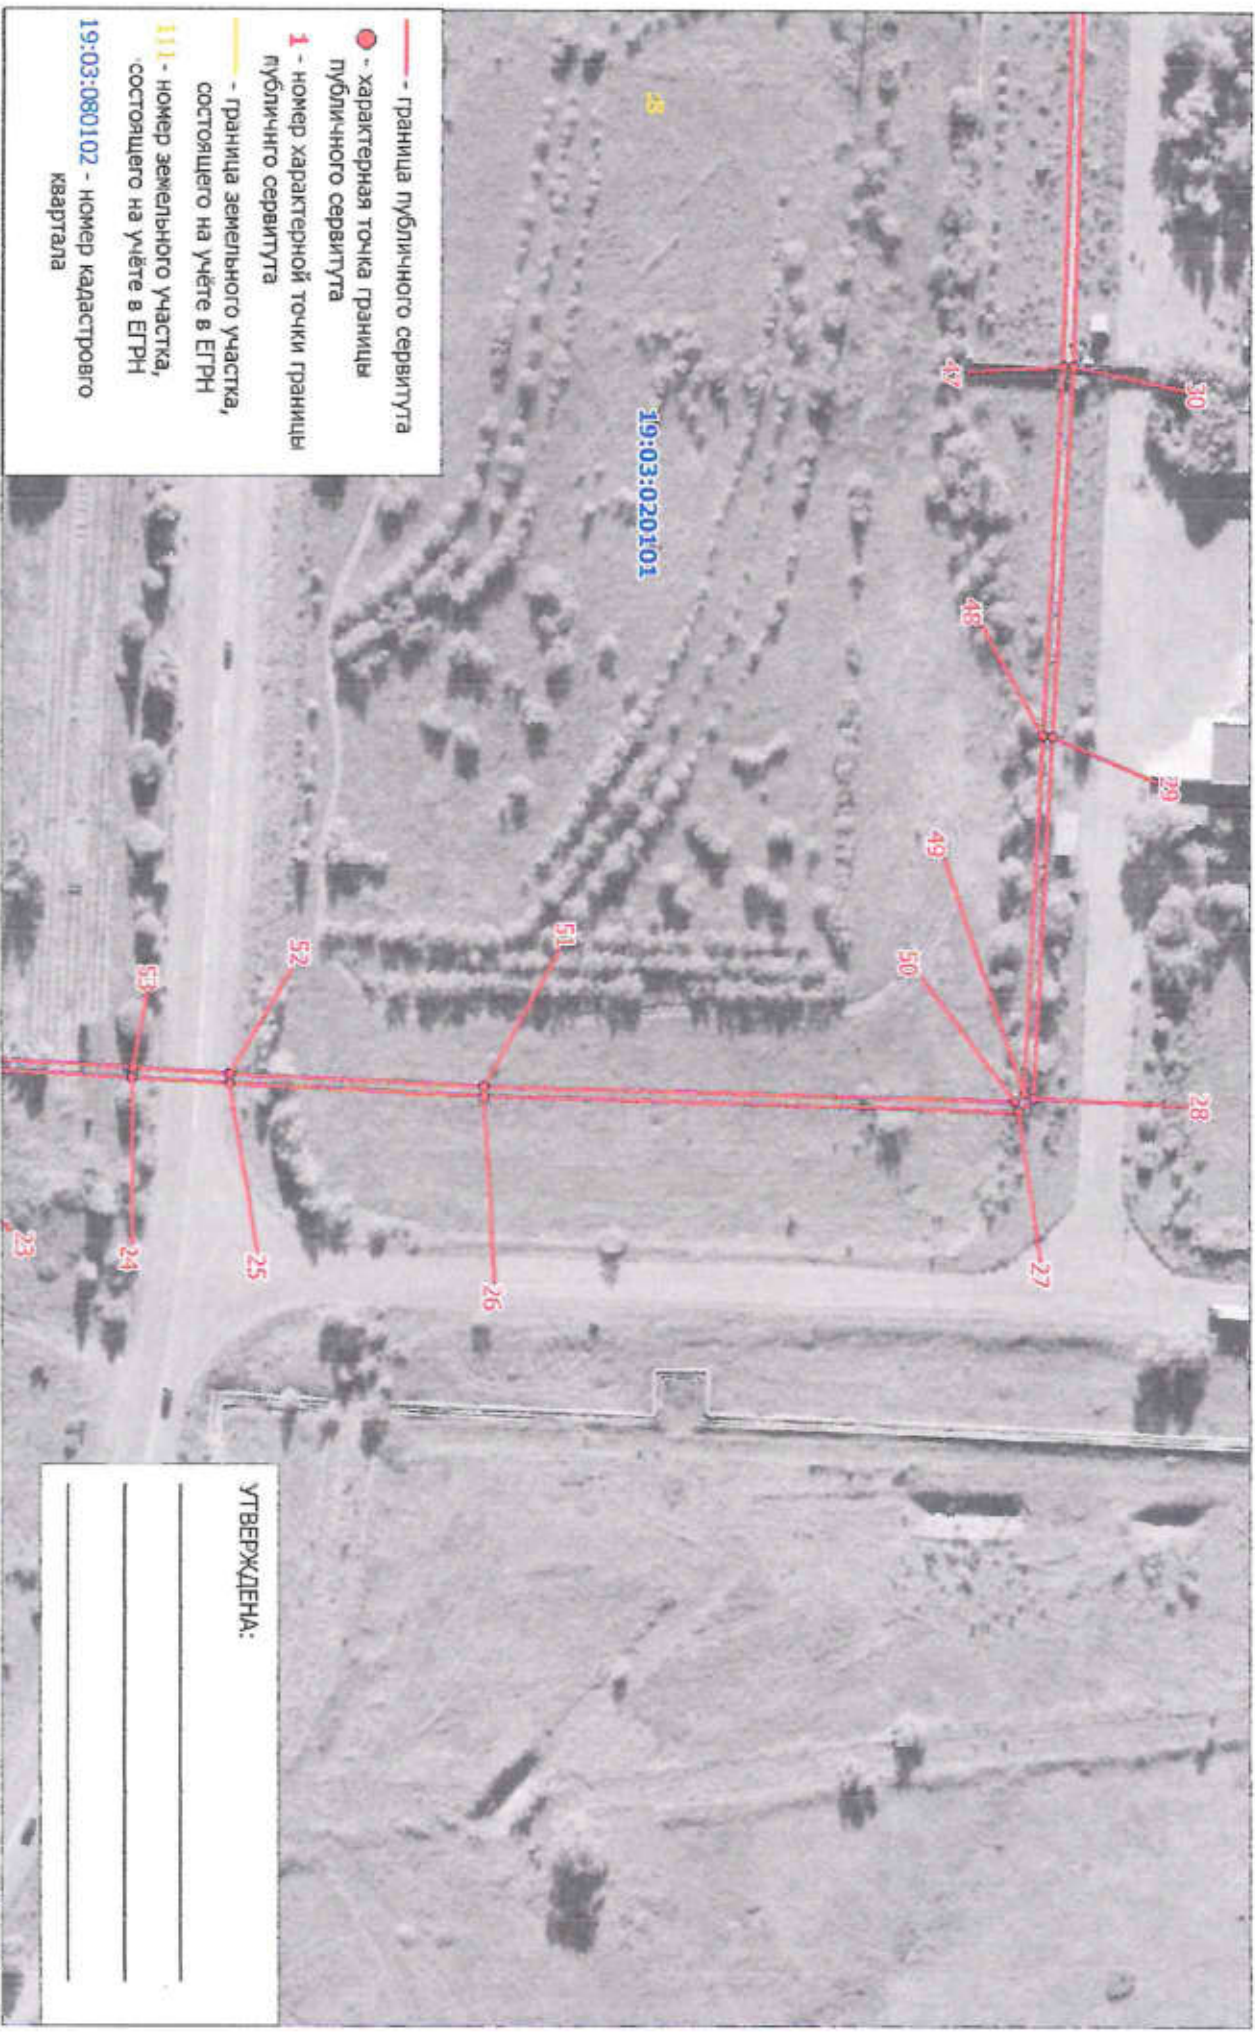 30
47
19:03:020101
48
29
49
28
50
51
52
53
27
26
25
24
23
- граница публичного сервитута
- характерная точка границы
публичного сервитута
1 - номер характерной точки границы
публичнго сервитута
- граница земельного участка,
состоящего на учёте в ЕГРН
111 - номер земельного участка,
состоящего на учёте в ЕГРН
19:03:080102 - номер кадастрового
квартала
УТВЕРЖДЕНА: